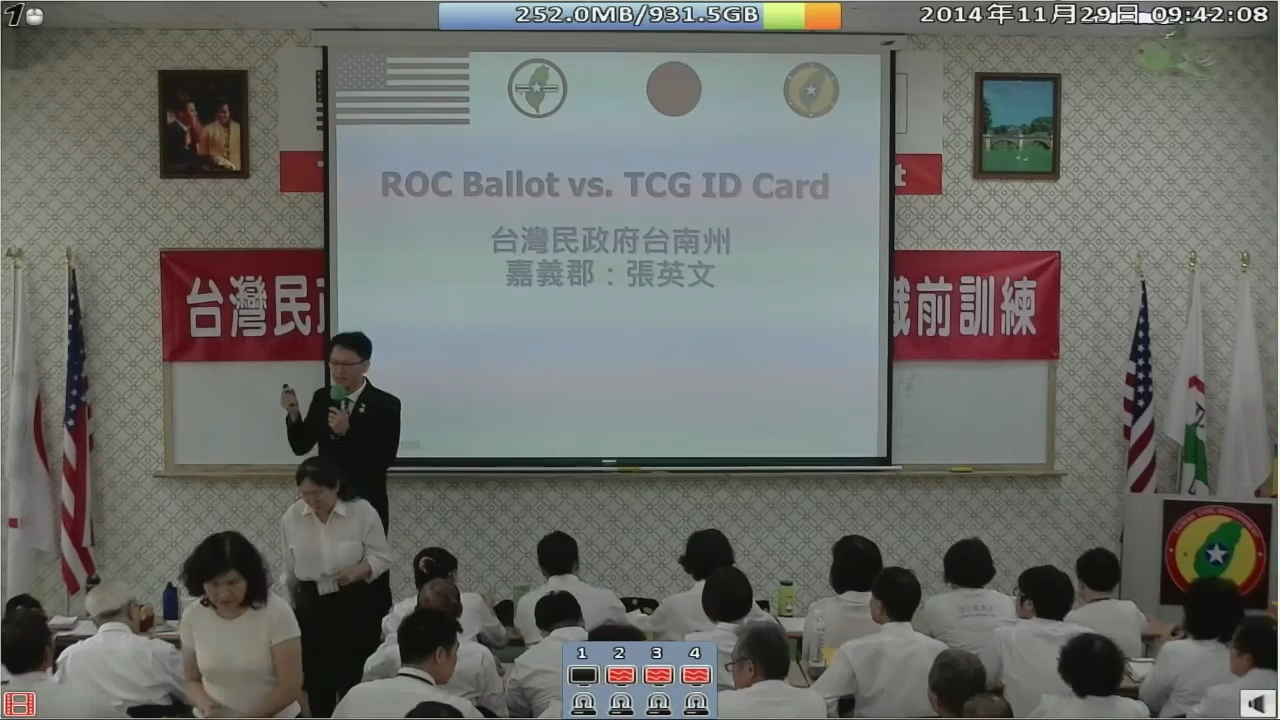 1
252.0MB/931.5GB
2014年11月29日 09:42:08
ROC Ballot vs. TCG ID Card
台灣民政府台南州
嘉義郡：張英文
t
台灣民
職前訓練
1 2 3 4